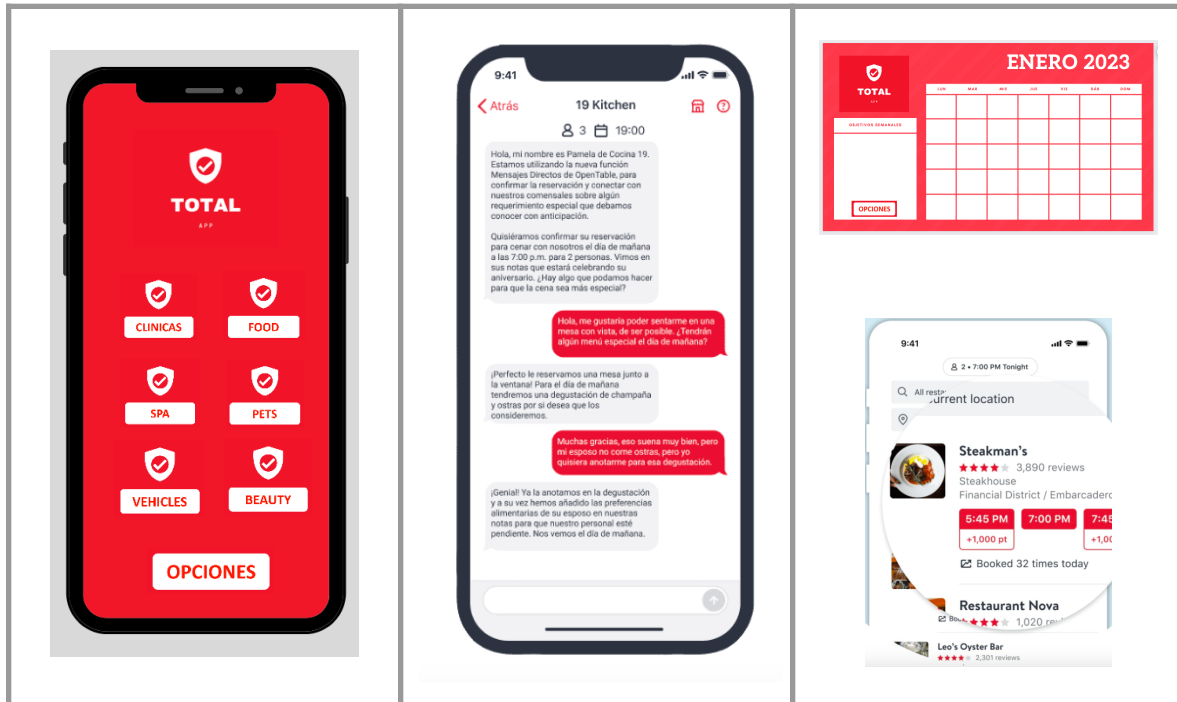 TOTAL
APP
CLINICAS
FOOD
SPA
PETS
VEHICLES
BEAUTY
OPCIONES
9:41
Atrás
19 Kitchen
3 19:00
Hola, mi nombre es Pamela de Cocina 19.
Estamos utilizando la nueva función
Mensajes Directos de OpenTable, para
confirmar la reservación y conectar con
nuestros comensales sobre algún
requerimiento especial que debamos
conocer con anticipación.
Quisiéramos confirmar su reservación
para cenar con nosotros el día de mañana
a las 7:00 p.m. para 2 personas. Vimos en
sus notas que estará celebrando su
aniversario. ¿Hay algo que podamos hacer
para que la cena sea más especial?
Hola, me gustaría poder sentarme en una
mesa con vista, de ser posible. ¿Tendrán
algún menú especial el día de mañana?
¡Perfecto le reservamos una mesa junto a
la ventana! Para el día de mañana
tendremos una degustación de champaña
y ostras por si desea que los
consideremos.
Muchas gracias, eso suena muy bien, pero
mi esposo no come ostras, pero yo
quisiera anotarme para esa degustación.
¡Genial! Ya la anotamos en la degustación
y a su vez hemos añadido las preferencias
alimentarias de su esposo en nuestras
notas para que nuestro personal esté
pendiente. Nos vemos el día de mañana.
ENERO 2023
TOTAL
APP
LUN MAR MIE JUE VIE SÁB DOM
OBJETIVOS SEMANALES
OPCIONES
9:41
2 • 7:00 PM Tonight
All resta
urrent location
Steakman's
3,890 reviews
Steakhouse
Financial District / Embarcadero
5:45 PM 7:00 PM 7:45
+1,000 pt +1,00
Booked 32 times today
Restaurant Nova
Boo 1,020 rev
Leo's Oyster Bar
2,301 reviews